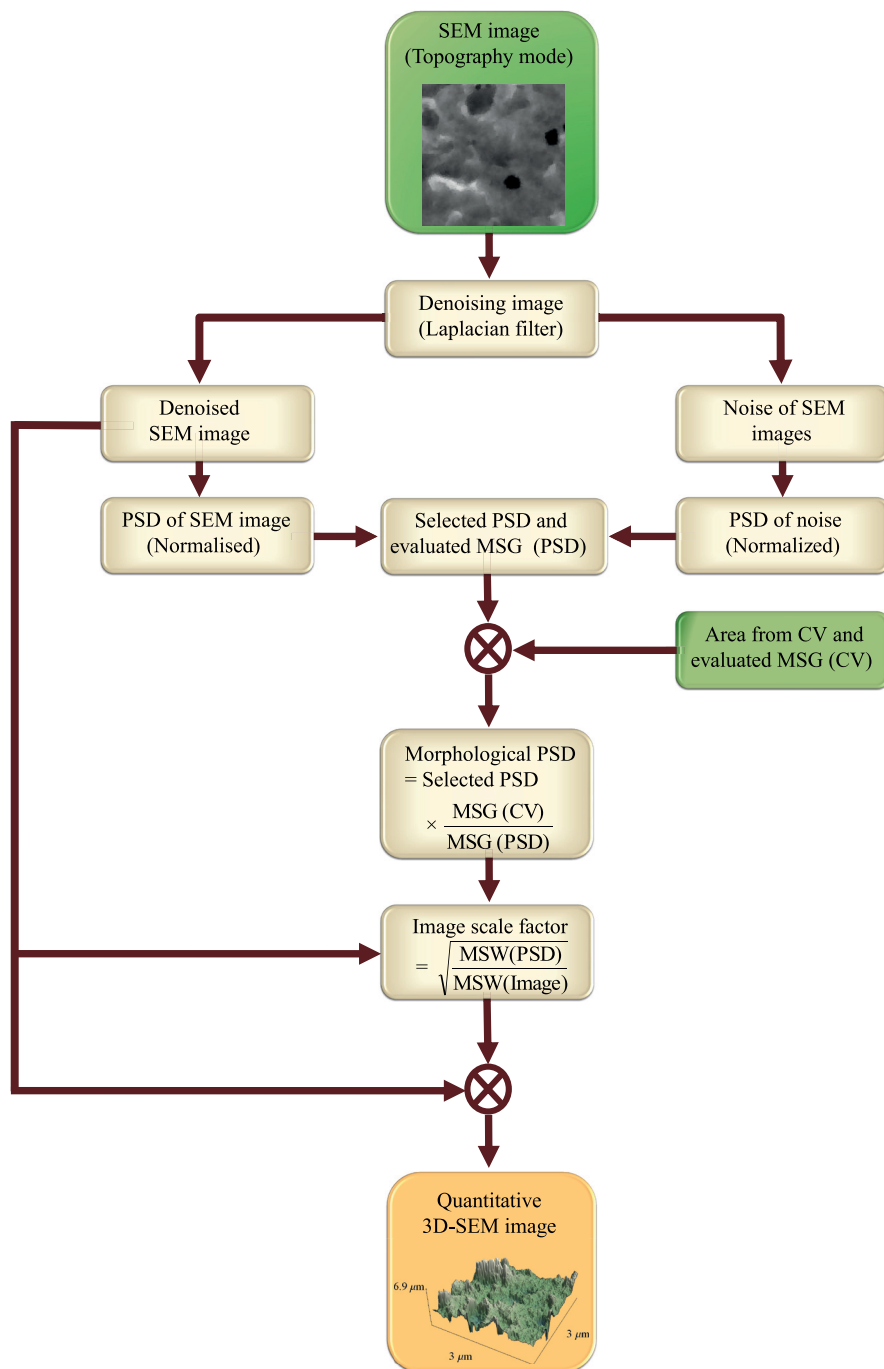 SEM image
(Topography mode)
Denoising image
(Laplacian filter)
Denoised
SEM image
Noise of SEM
images
PSD of SEM image
(Normalised)
Selected PSD and
evaluated MSG (PSD)
PSD of noise
(Normalized)
Area from CV and
evaluated MSG (CV)
Morphological PSD
= Selected PSD
× MSG (CV)
MSG (PSD)
Image scale factor
= √ MSW(PSD)
MSW(Image)
Quantitative
3D-SEM image
6.9 μm
3 μm
3 μm